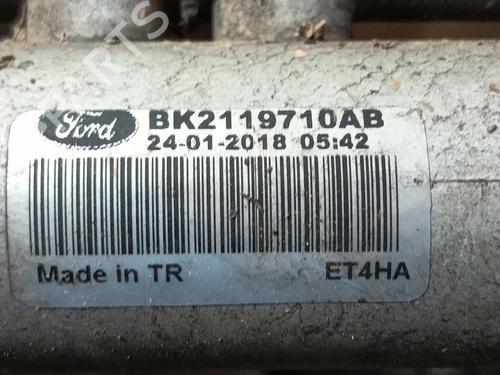 Ford
BK2119710AB
24-01-2018 05:42
Made in TR
ET4HA